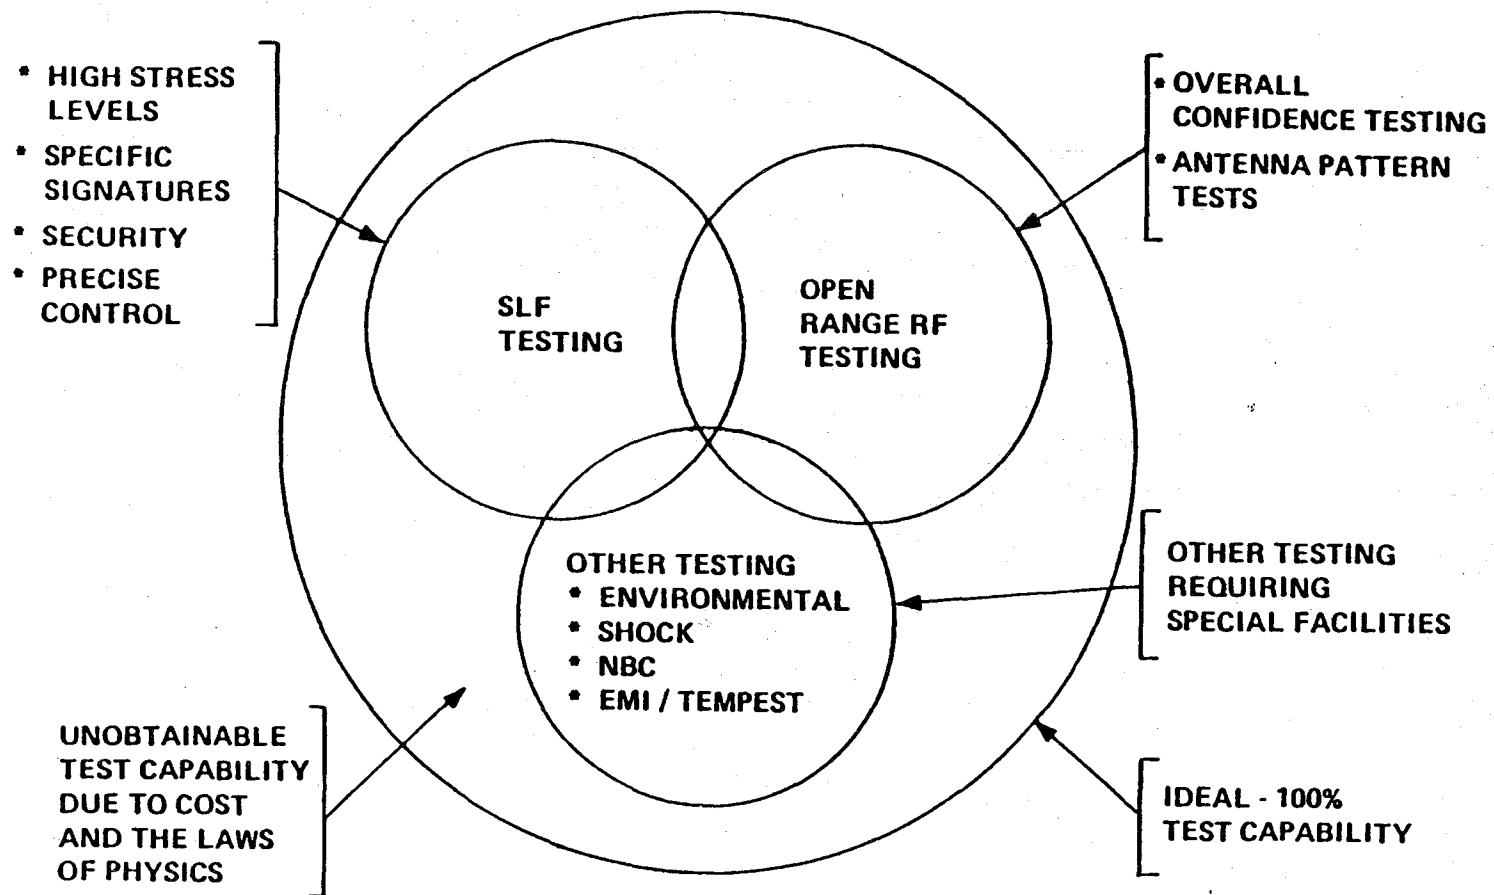 * HIGH STRESS
LEVELS
* SPECIFIC
SIGNATURES
* SECURITY
* PRECISE
CONTROL
* OVERALL
CONFIDENCE TESTING
* ANTENNA PATTERN
TESTS
SLF
TESTING
OPEN
RANGE RF
TESTING
OTHER TESTING
* ENVIRONMENTAL
* SHOCK
* NBC
* EMI / TEMPEST
OTHER TESTING
REQUIRING
SPECIAL FACILITIES
UNOBTAINABLE
TEST CAPABILITY
DUE TO COST
AND THE LAWS
OF PHYSICS
IDEAL - 100%
TEST CAPABILITY